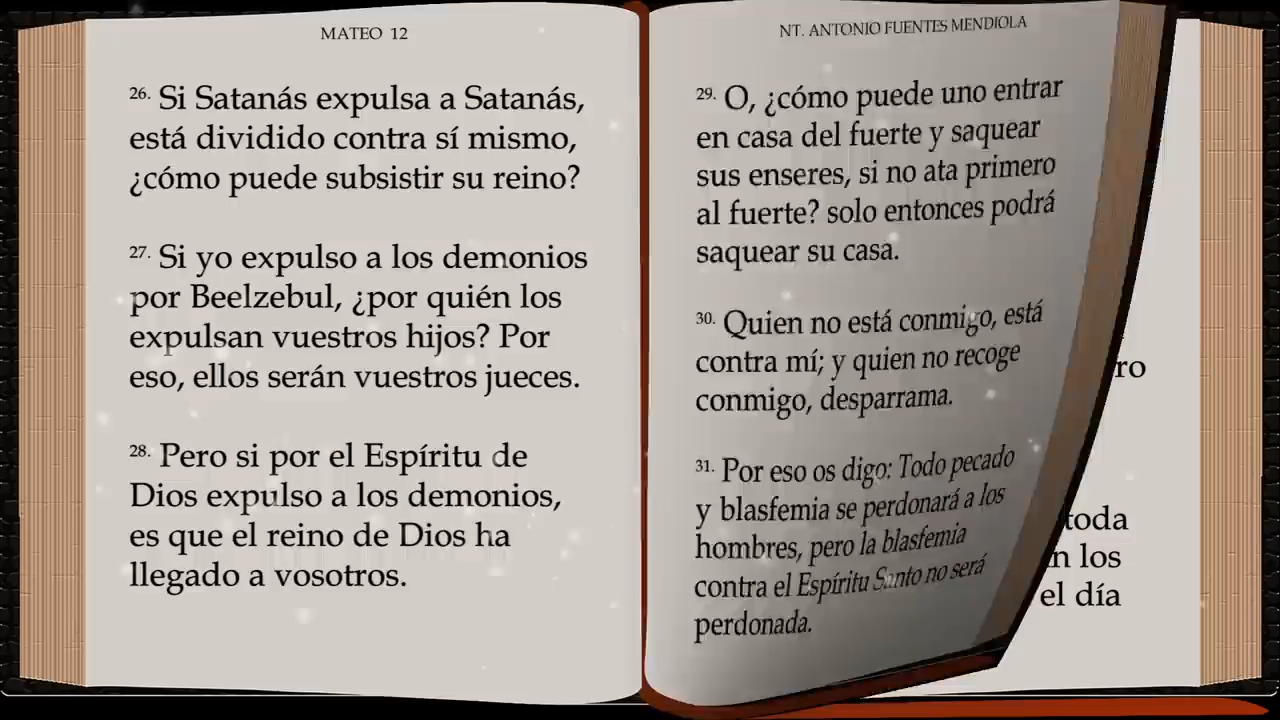 MATEO 12
26. Si Satanás expulsa a Satanás,
está dividido contra sí mismo,
¿cómo puede subsistir su reino?
27. Si yo expulso a los demonios
por Beelzebul, ¿por quién los
expulsan vuestros hijos? Por
eso, ellos serán vuestros jueces.
28. Pero si por el Espíritu de
Dios expulso a los demonios,
es que el reino de Dios ha
llegado a vosotros.
NT. ANTONIO FUENTES MENDIOLA
29. O, ¿cómo puede uno entrar
en casa del fuerte y saquear
sus enseres, si no ata primero
al fuerte? solo entonces podrá
saquear su casa.
30. Quien no está conmigo, está
contra mí; y quien no recoge
conmigo, desparrama.
31. Por eso os digo: Todo pecado
y blasfemia se perdonará a los
hombres, pero la blasfemia
contra el Espíritu Santo no será
perdonada.
toda
los
el día